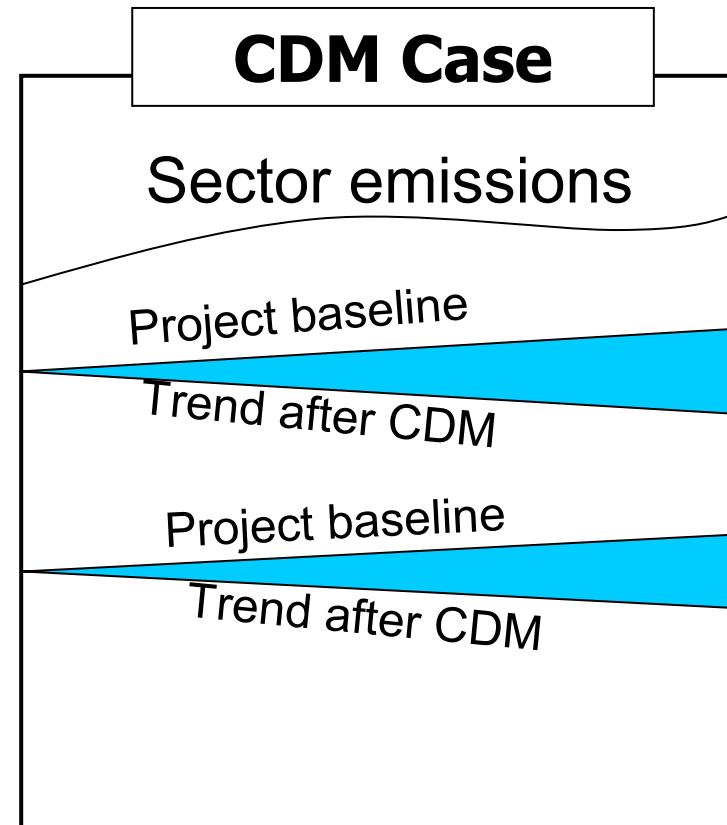 CDM Case
Sector emissions
Project baseline
Trend after CDM
Project baseline
Trend after CDM